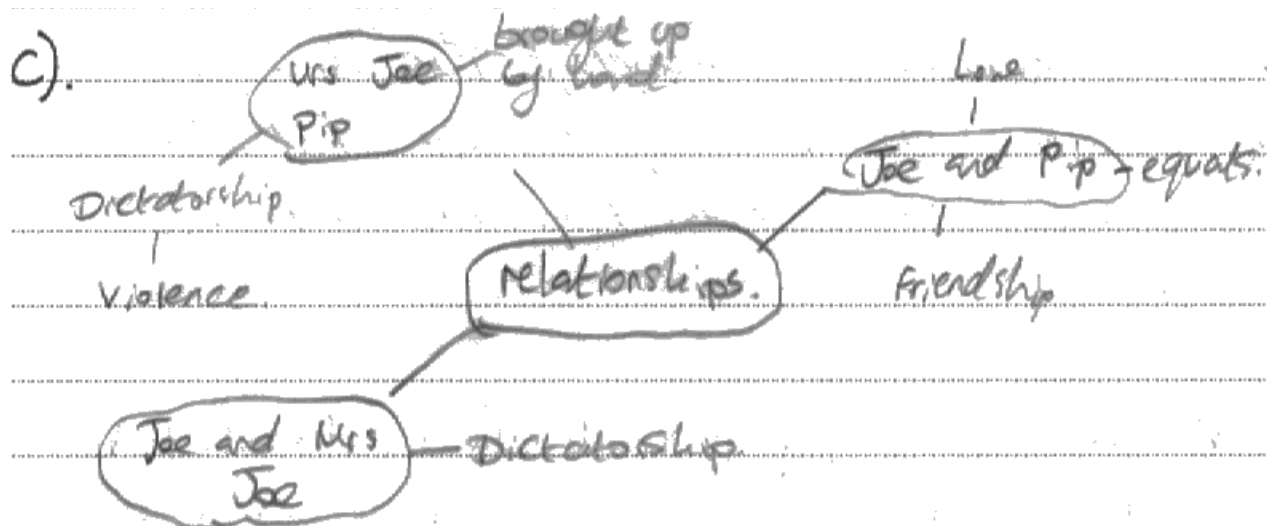 C).
Mrs Joe
Pip
brought up
by hand.
Dictatorship.
Violence.
Love
Joe and Pip - equals.
Friendship
relationships.
Joe and Mrs
Joe
Dictatorship.